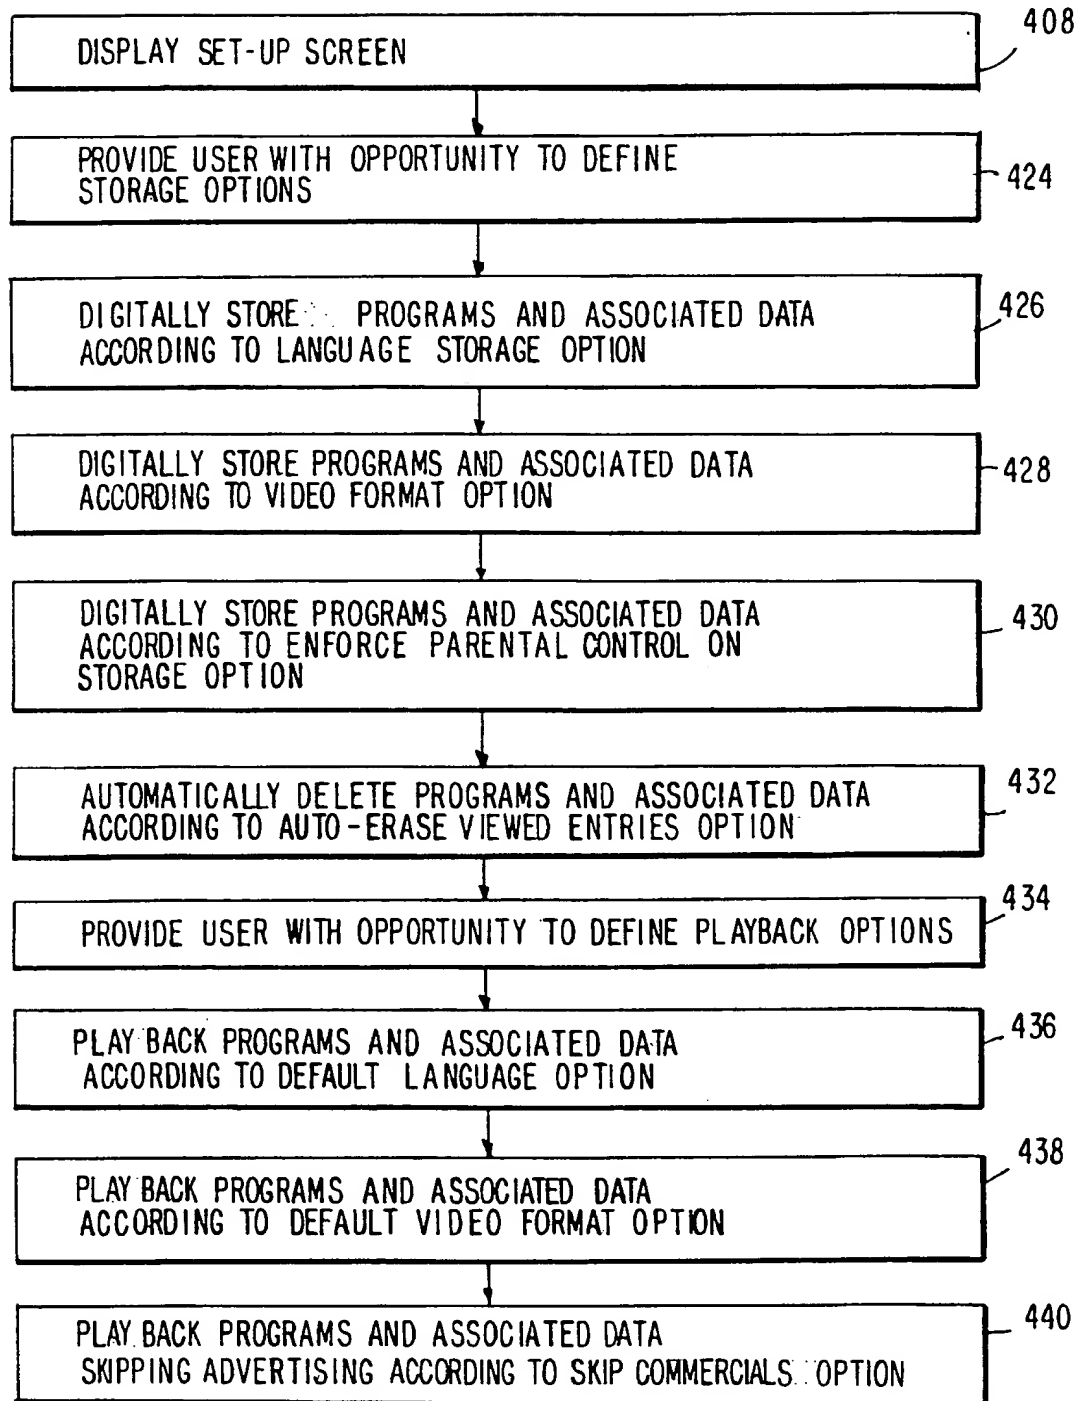 408
DISPLAY SET-UP SCREEN
PROVIDE USER WITH OPPORTUNITY TO DEFINE
STORAGE OPTIONS
424
DIGITALLY STORE PROGRAMS AND ASSOCIATED DATA
ACCORDING TO LANGUAGE STORAGE OPTION
426
DIGITALLY STORE PROGRAMS AND ASSOCIATED DATA
ACCORDING TO VIDEO FORMAT OPTION
428
DIGITALLY STORE PROGRAMS AND ASSOCIATED DATA
ACCORDING TO ENFORCE PARENTAL CONTROL ON
STORAGE OPTION
430
AUTOMATICALLY DELETE PROGRAMS AND ASSOCIATED DATA
ACCORDING TO AUTO-ERASE VIEWED ENTRIES OPTION
432
PROVIDE USER WITH OPPORTUNITY TO DEFINE PLAYBACK OPTIONS
434
PLAY BACK PROGRAMS AND ASSOCIATED DATA
ACCORDING TO DEFAULT LANGUAGE OPTION
436
PLAY BACK PROGRAMS AND ASSOCIATED DATA
ACCORDING TO DEFAULT VIDEO FORMAT OPTION
438
PLAY BACK PROGRAMS AND ASSOCIATED DATA
SKIPPING ADVERTISING ACCORDING TO SKIP COMMERCIALS OPTION
440